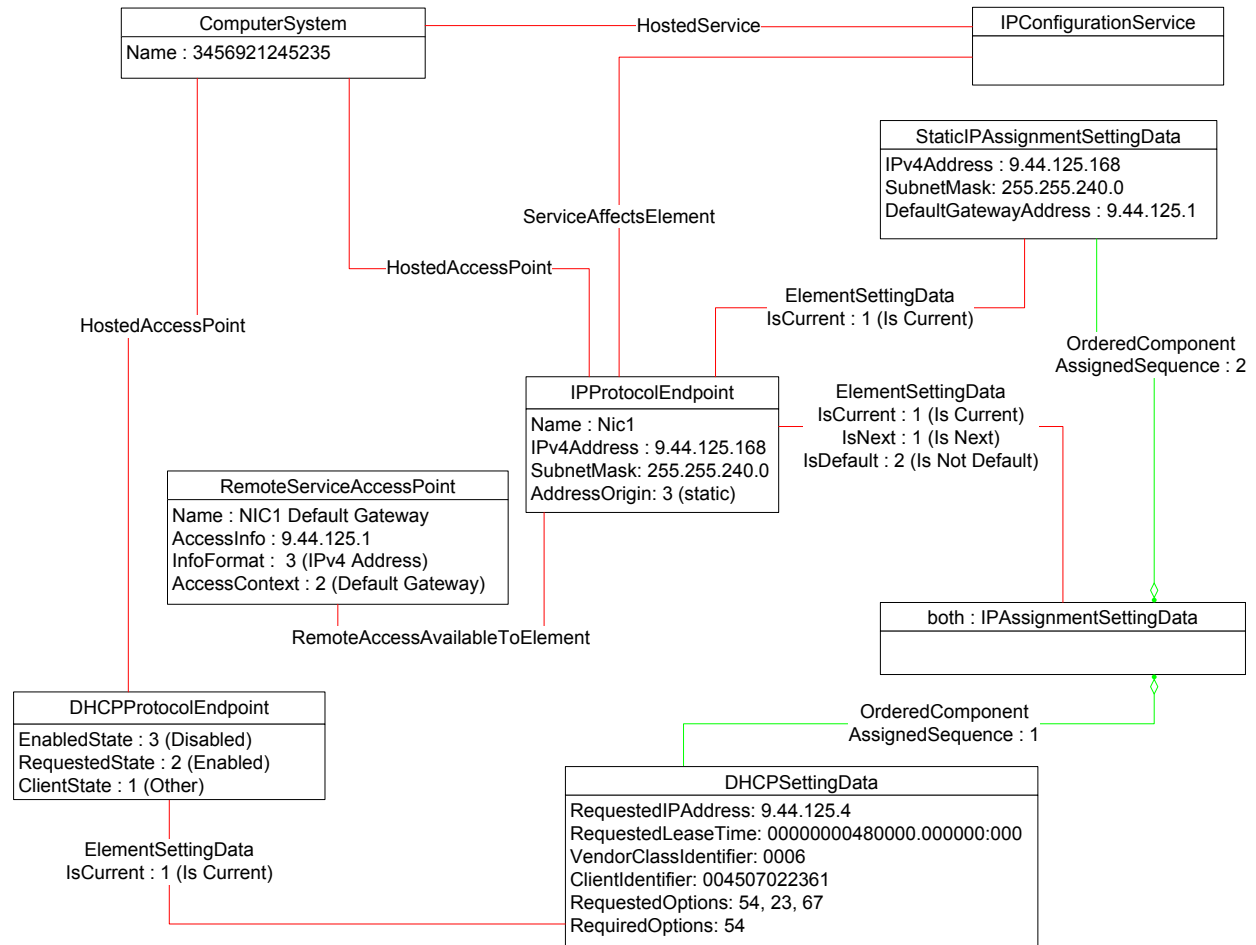 ComputerSystem
Name : 3456921245235
HostedService
IPConfigurationService
StaticIPAssignmentSettingData
IPv4Address : 9.44.125.168
SubnetMask: 255.255.240.0
DefaultGatewayAddress : 9.44.125.1
ServiceAffectsElement
HostedAccessPoint
HostedAccessPoint
ElementSettingData
IsCurrent : 1 (Is Current)
OrderedComponent
AssignedSequence : 2
IPProtocolEndpoint
Name : Nic1
IPv4Address : 9.44.125.168
SubnetMask: 255.255.240.0
AddressOrigin: 3 (static)
ElementSettingData
IsCurrent : 1 (Is Current)
IsNext : 1 (Is Next)
IsDefault : 2 (Is Not Default)
RemoteServiceAccessPoint
Name : NIC1 Default Gateway
AccessInfo : 9.44.125.1
InfoFormat :  3 (IPv4 Address)
AccessContext : 2 (Default Gateway)
RemoteAccessAvailableToElement
both : IPAssignmentSettingData
DHCPProtocolEndpoint
EnabledState : 3 (Disabled)
RequestedState : 2 (Enabled)
ClientState : 1 (Other)
OrderedComponent
AssignedSequence : 1
DHCPSettingData
RequestedIPAddress: 9.44.125.4
RequestedLeaseTime: 00000000480000.000000:000
VendorClassIdentifier: 0006
ClientIdentifier: 004507022361
RequestedOptions: 54, 23, 67
RequiredOptions: 54
ElementSettingData
IsCurrent : 1 (Is Current)